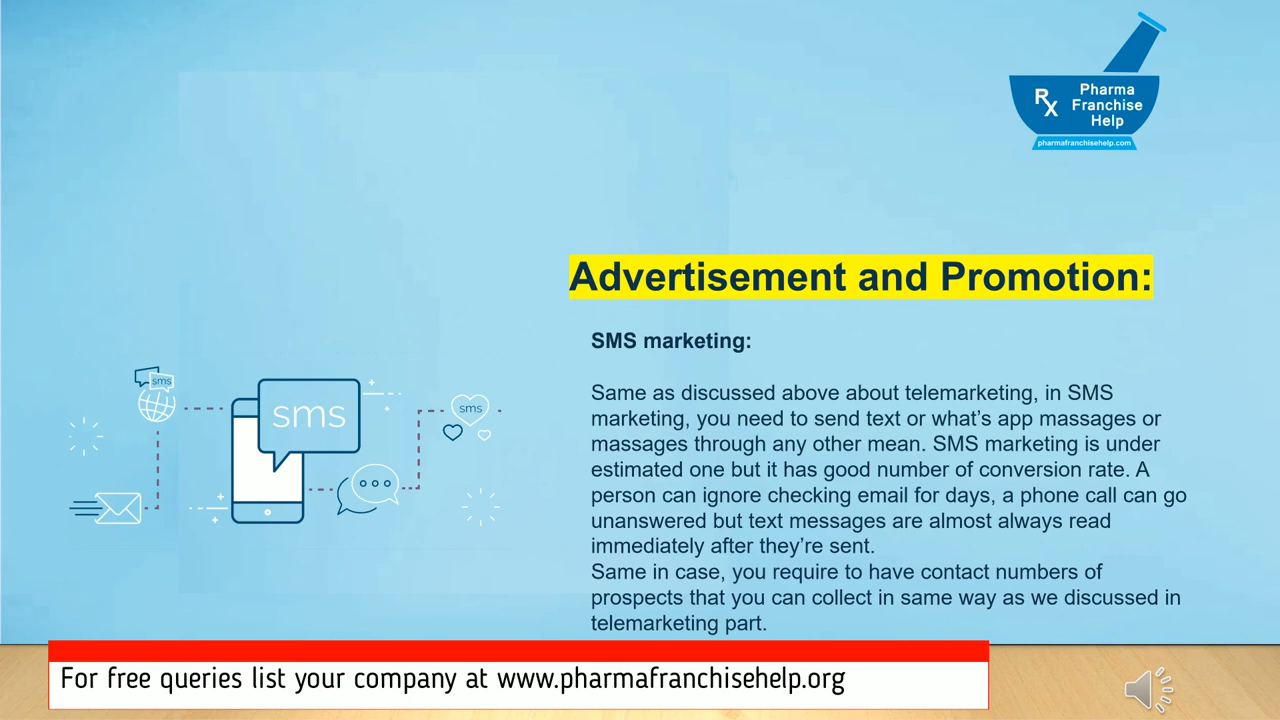 Rx
Pharma
Franchise
Help
pharmafranchisehelp.com
Advertisement and Promotion:
SMS marketing:
Same as discussed above about telemarketing, in SMS
marketing, you need to send text or what's app massages or
massages through any other mean. SMS marketing is under
estimated one but it has good number of conversion rate. A
person can ignore checking email for days, a phone call can go
unanswered but text messages are almost always read
immediately after they're sent.
Same in case, you require to have contact numbers of
prospects that you can collect in same way as we discussed in
telemarketing part.
sms
sms
sms
For free queries list your company at www.pharmafranchisehelp.org